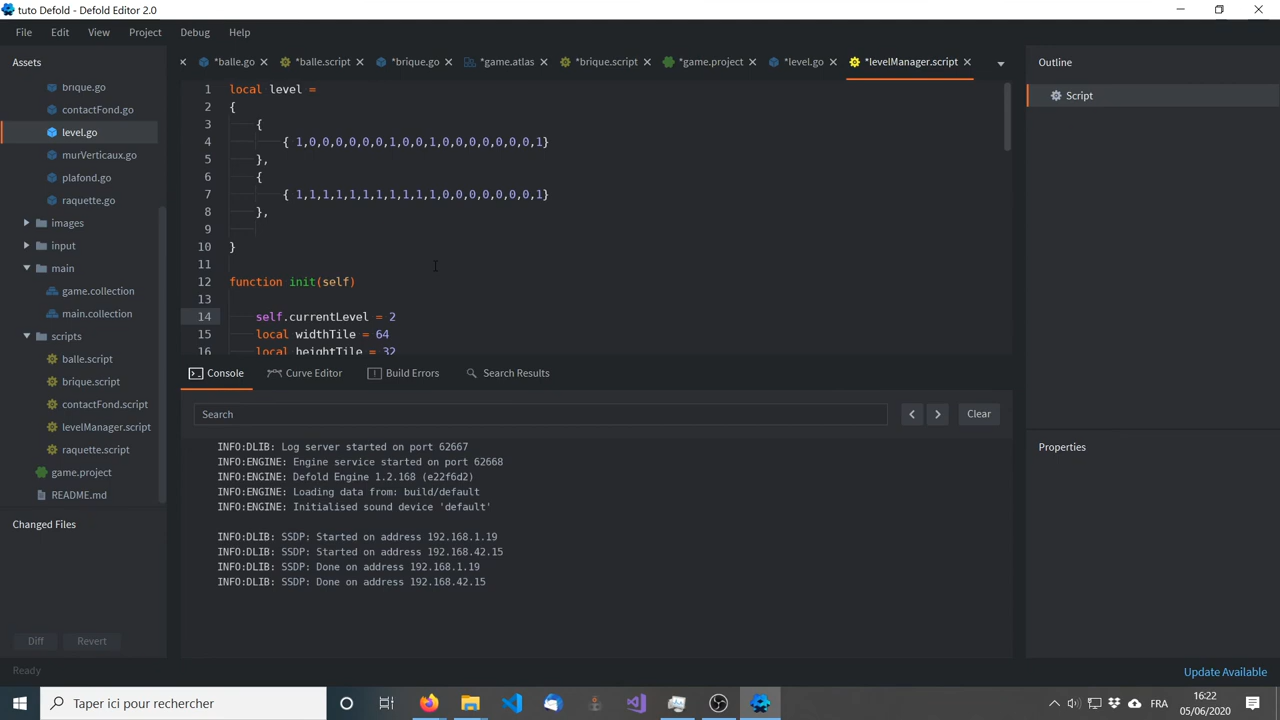 tuto Defold - Defold Editor 2.0
File Edit View Project Debug Help
Assets
brique.go
contactFond.go
level.go
murVerticaux.go
plafond.go
raquette.go
images
input
main
game.collection
main.collection
scripts
balle.script
brique.script
contactFond.script
levelManager.script
raquette.script
game.project
README.md
Changed Files
Diff Revert
Ready
*balle.go *balle.script *brique.go *game.atlas *brique.script *game.project *level.go *levelManager.script
1 local level =
2 {
3 {
4 { 1,0,0,0,0,0,0,1,0,0,1,0,0,0,0,0,0,0,1}
5 },
6 {
7 { 1,1,1,1,1,1,1,1,1,1,1,0,0,0,0,0,0,0,1}
8 },
9
10 }
11
12 function init(self)
13
14 self.currentLevel = 2
15 local widthTile = 64
16 local heightTile = 32
Console Curve Editor Build Errors Search Results
Search Clear
INFO:DLIB: Log server started on port 62667
INFO:ENGINE: Engine service started on port 62668
INFO:ENGINE: Defold Engine 1.2.168 (e22f6d2)
INFO:ENGINE: Loading data from: build/default
INFO:ENGINE: Initialised sound device 'default'
INFO:DLIB: SSDP: Started on address 192.168.1.19
INFO:DLIB: SSDP: Started on address 192.168.42.15
INFO:DLIB: SSDP: Done on address 192.168.1.19
INFO:DLIB: SSDP: Done on address 192.168.42.15
Outline
Script
Properties
Update Available
Taper ici pour rechercher
FRA
16:22
05/06/2020